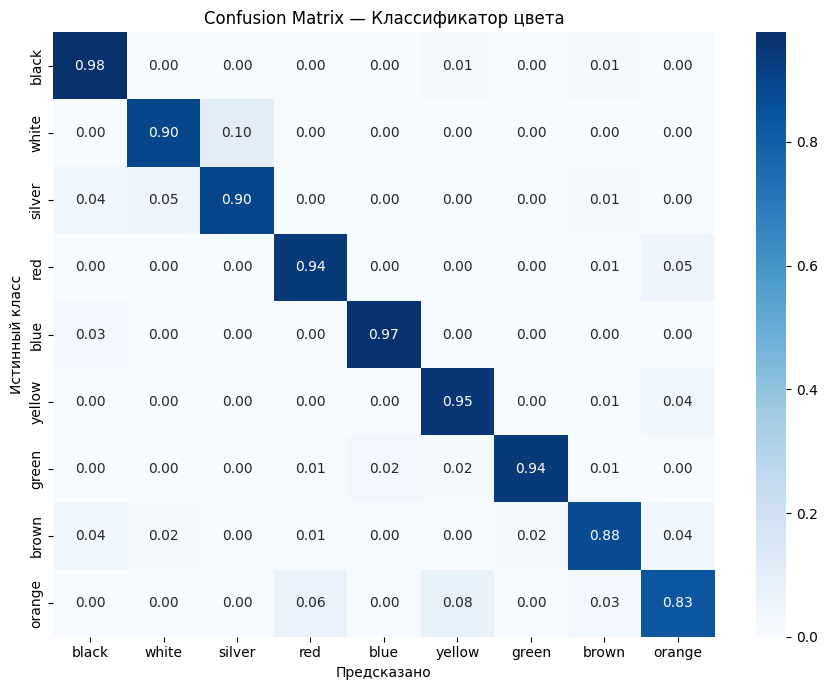 Confusion Matrix — Классификатор цвета
black 0.98 0.00 0.00 0.00 0.00 0.01 0.00 0.01 0.00
white 0.00 0.90 0.10 0.00 0.00 0.00 0.00 0.00 0.00
silver 0.04 0.05 0.90 0.00 0.00 0.00 0.00 0.01 0.00
red 0.00 0.00 0.00 0.94 0.00 0.00 0.00 0.01 0.05
blue 0.03 0.00 0.00 0.00 0.97 0.00 0.00 0.00 0.00
yellow 0.00 0.00 0.00 0.00 0.00 0.95 0.00 0.01 0.04
green 0.00 0.00 0.00 0.01 0.02 0.02 0.94 0.01 0.00
brown 0.04 0.02 0.00 0.01 0.00 0.00 0.02 0.88 0.04
orange 0.00 0.00 0.00 0.06 0.00 0.08 0.00 0.03 0.83
black white silver red blue yellow green brown orange
Предсказано
Истинный класс
0.8
0.6
0.4
0.2
0.0